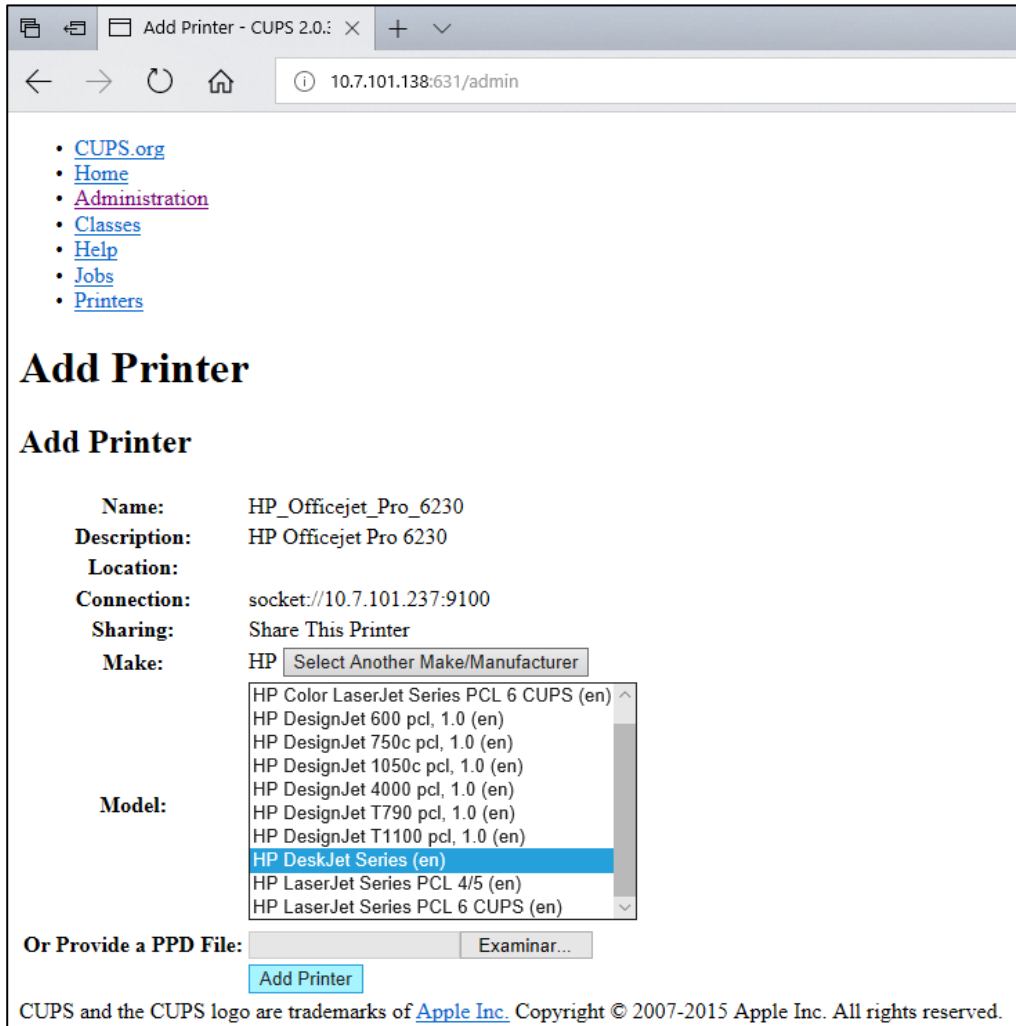 Add Printer - CUPS 2.0.3
10.7.101.138:631/admin
• CUPS.org
• Home
• Administration
• Classes
• Help
• Jobs
• Printers
Add Printer
Add Printer
Name: HP_Officejet_Pro_6230
Description: HP Officejet Pro 6230
Location:
Connection: socket://10.7.101.237:9100
Sharing: Share This Printer
Make: HP Select Another Make/Manufacturer
Model:
HP Color LaserJet Series PCL 6 CUPS (en)
HP DesignJet 600 pcl, 1.0 (en)
HP DesignJet 750c pcl, 1.0 (en)
HP DesignJet 1050c pcl, 1.0 (en)
HP DesignJet 4000 pcl, 1.0 (en)
HP DesignJet T790 pcl, 1.0 (en)
HP DesignJet T1100 pcl, 1.0 (en)
HP DeskJet Series (en)
HP LaserJet Series PCL 4/5 (en)
HP LaserJet Series PCL 6 CUPS (en)
Or Provide a PPD File: Examinar...
Add Printer
CUPS and the CUPS logo are trademarks of Apple Inc. Copyright © 2007-2015 Apple Inc. All rights reserved.